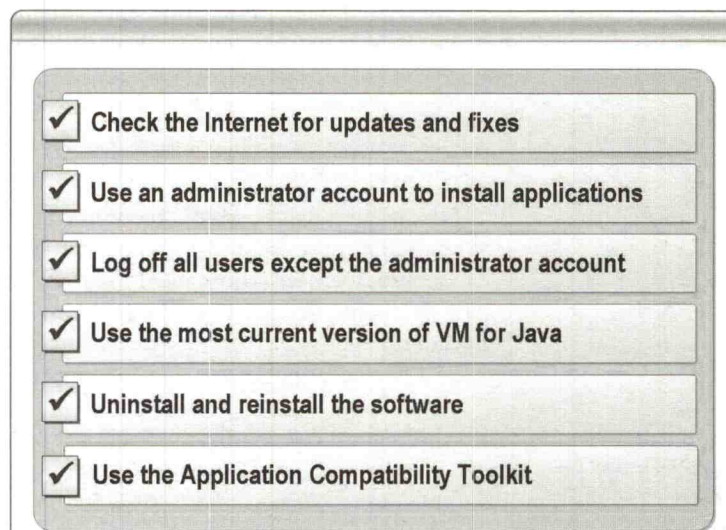 Check the Internet for updates and fixes
Use an administrator account to install applications
Log off all users except the administrator account
Use the most current version of VM for Java
Uninstall and reinstall the software
Use the Application Compatibility Toolkit